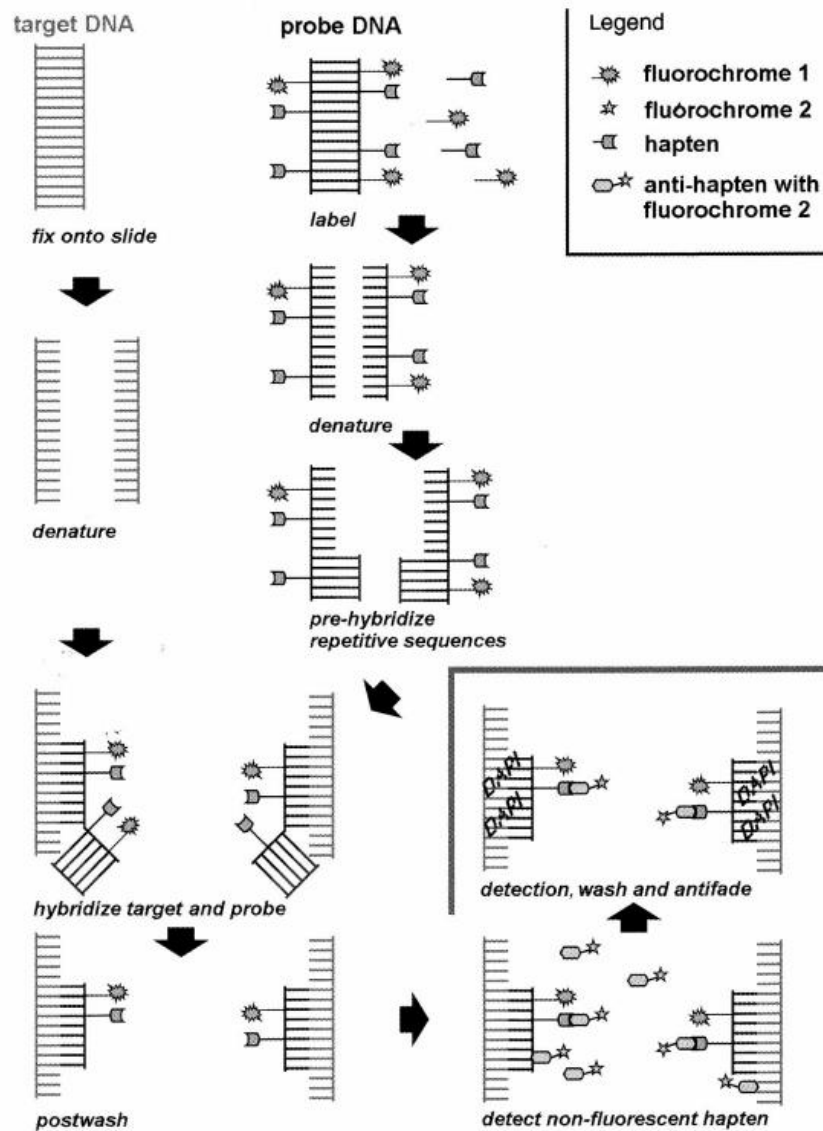 target DNA
fix onto slide
denature
probe DNA
label
denature
pre-hybridize
repetitive sequences
Legend
fluorochrome 1
fluorochrome 2
hapten
anti-hapten with
fluorochrome 2
hybridize target and probe
postwash
detect non-fluorescent hapten
DAPI
DAPI
DAPI
DAPI
detection, wash and antifade